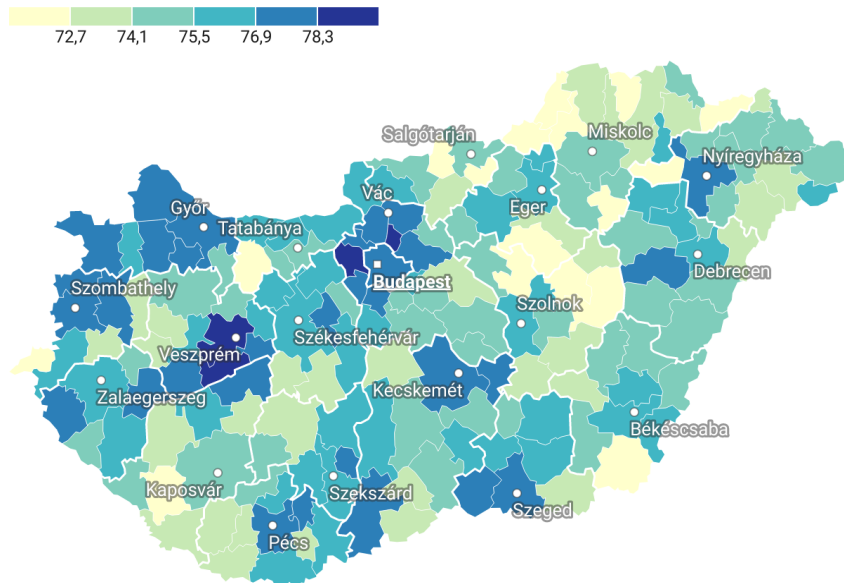 72,7 74,1 75,5 76,9 78,3
Salgótarján
Miskolc
Nyíregyháza
Vác
Eger
Győr
Tatabánya
Budapest
Debrecen
Szombathely
Szolnok
Veszprém
Székesfehérvár
Zalaegerszeg
Kecskemét
Békéscsaba
Kaposvár
Szekszárd
Szeged
Pécs